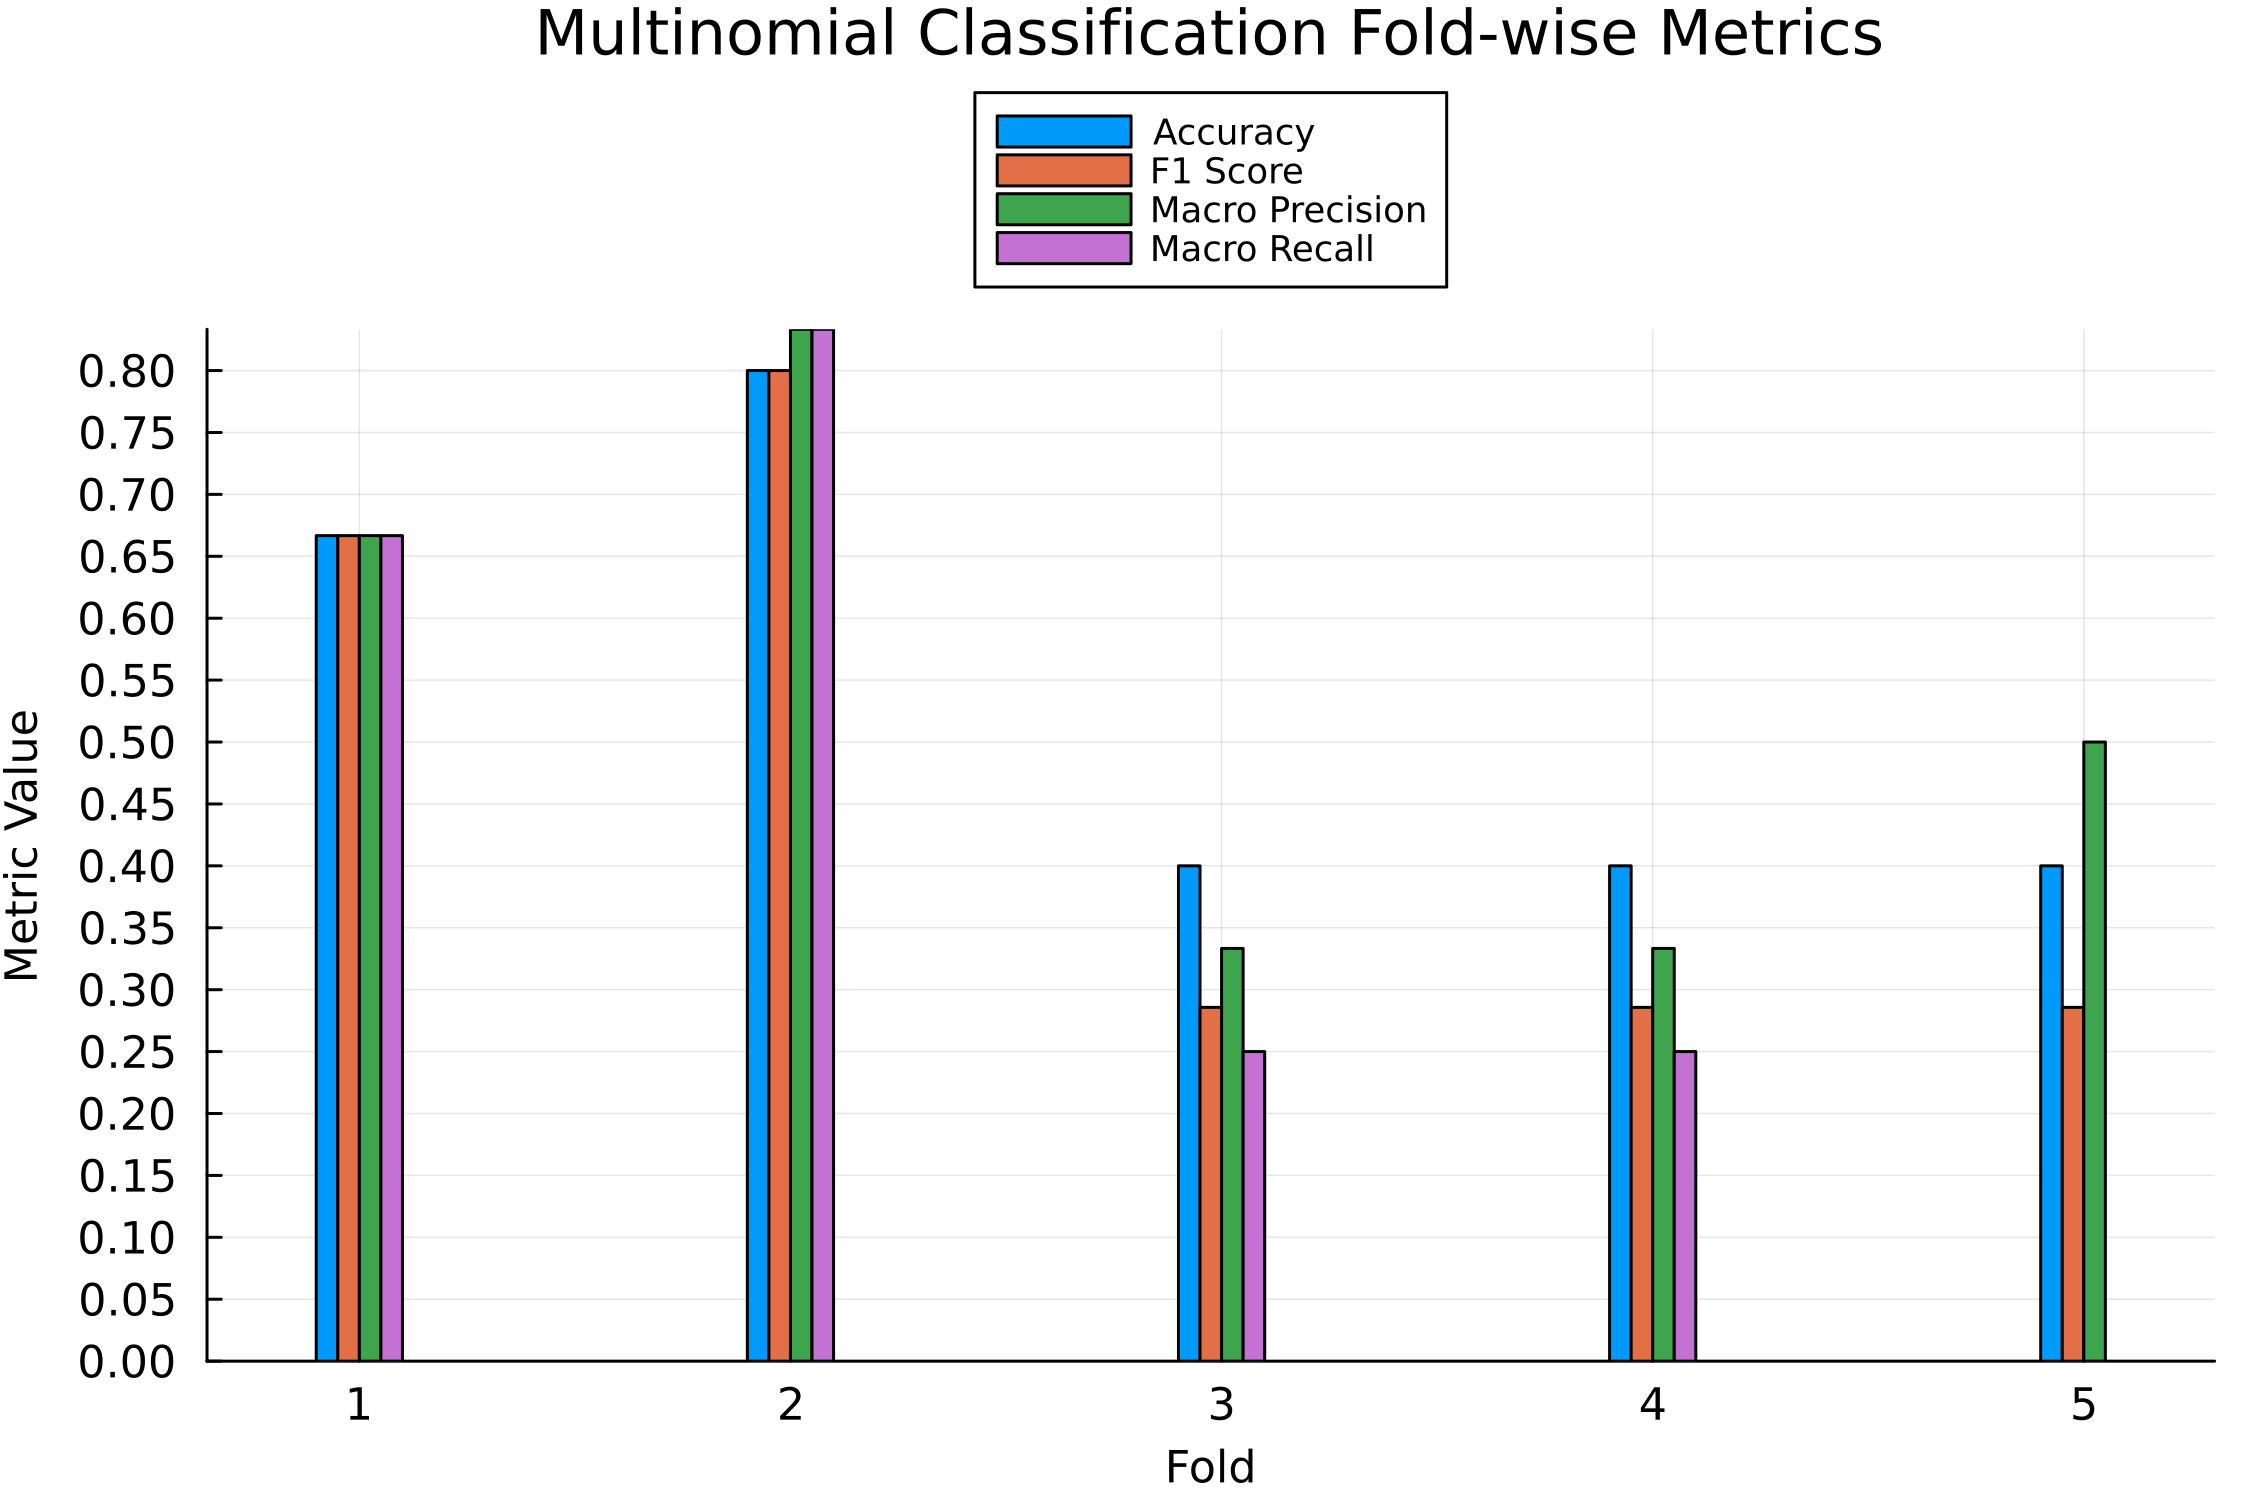 Multinomial Classification Fold-wise Metrics
Accuracy
F1 Score
Macro Precision
Macro Recall
Metric Value
0.80
0.75
0.70
0.65
0.60
0.55
0.50
0.45
0.40
0.35
0.30
0.25
0.20
0.15
0.10
0.05
0.00
1 2 3 4 5
Fold